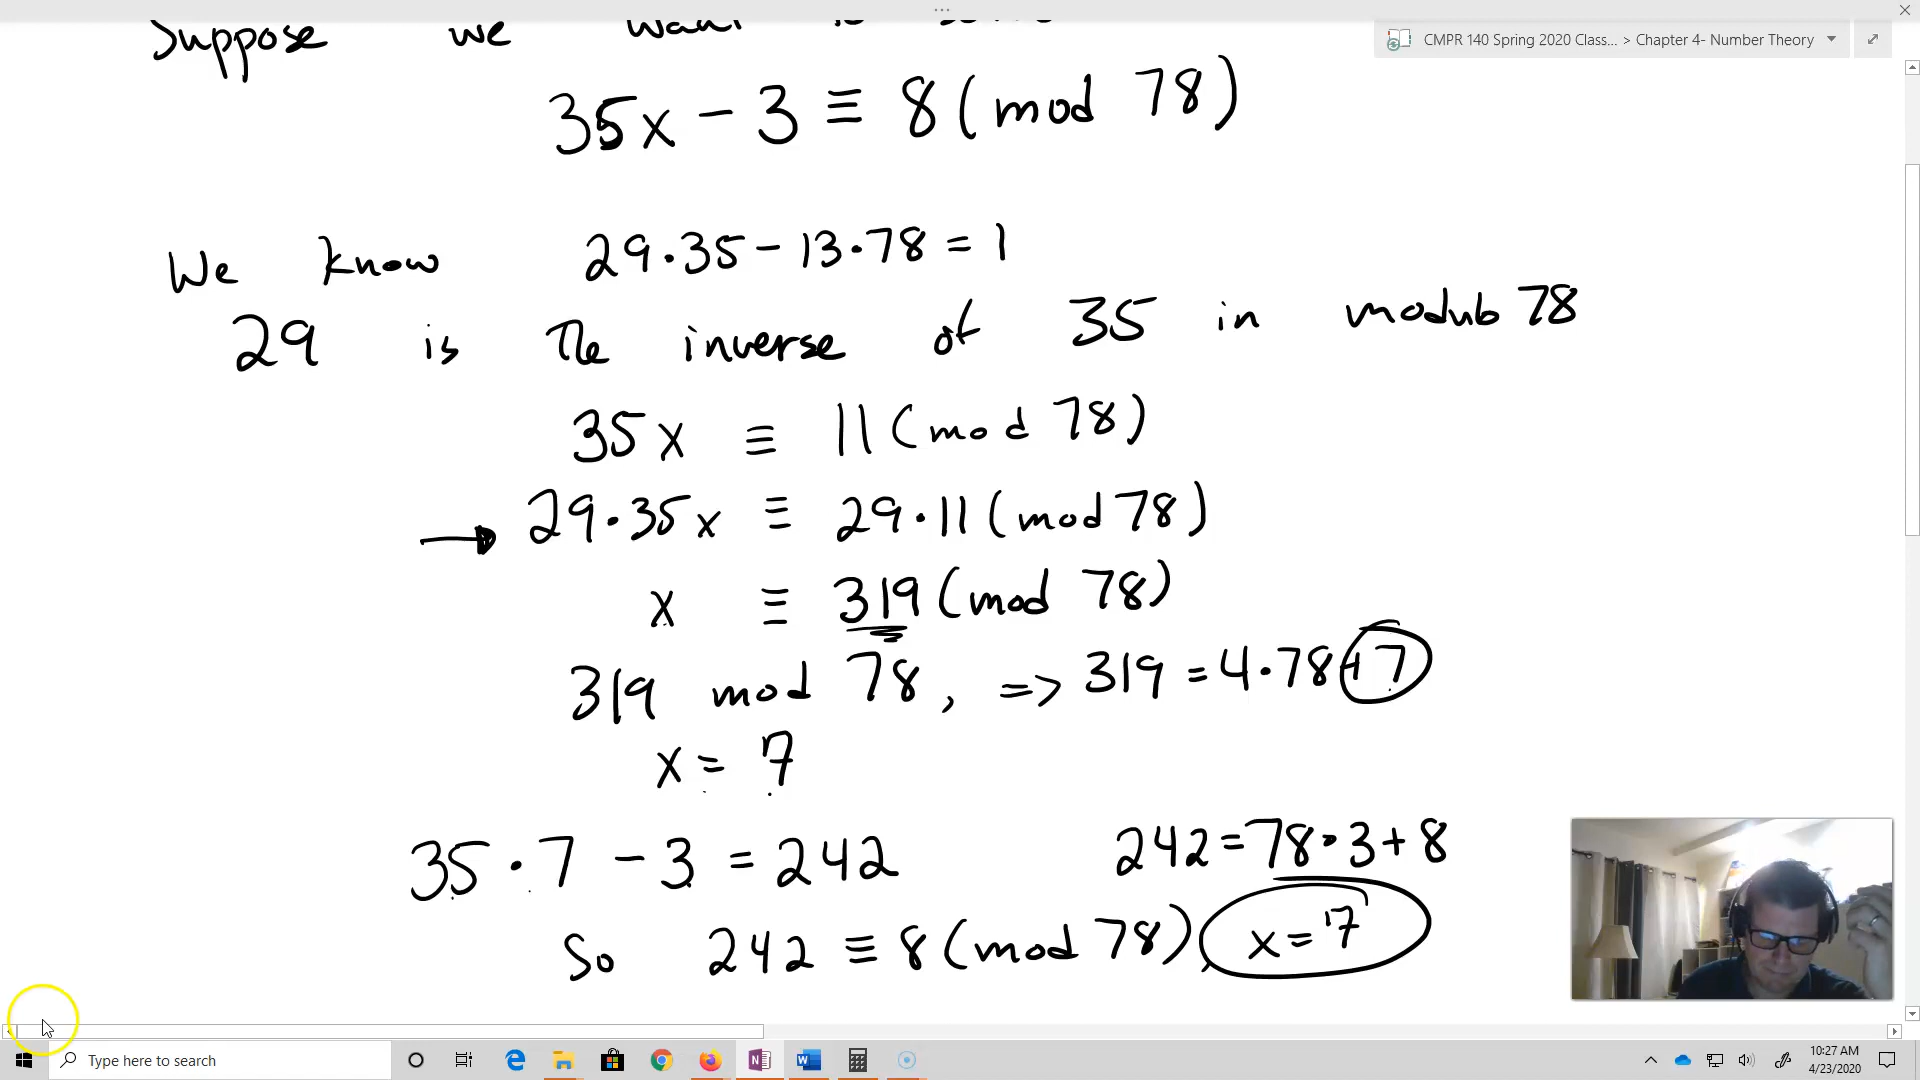 Suppose we want
CMPR 140 Spring 2020 Class... > Chapter 4- Number Theory
35x - 3 ≡ 8 (mod 78)
We know 29·35 - 13·78 = 1
29 is the inverse of 35 in modulo 78
35x ≡ 11 (mod 78)
→ 29·35x ≡ 29·11 (mod 78)
x ≡ 319 (mod 78)
319 mod 78, => 319 = 4·78 + 7
x = 7
35·7 - 3 = 242 242 = 78·3 + 8
So 242 ≡ 8 (mod 78), x = 7
Type here to search
10:27 AM
4/23/2020